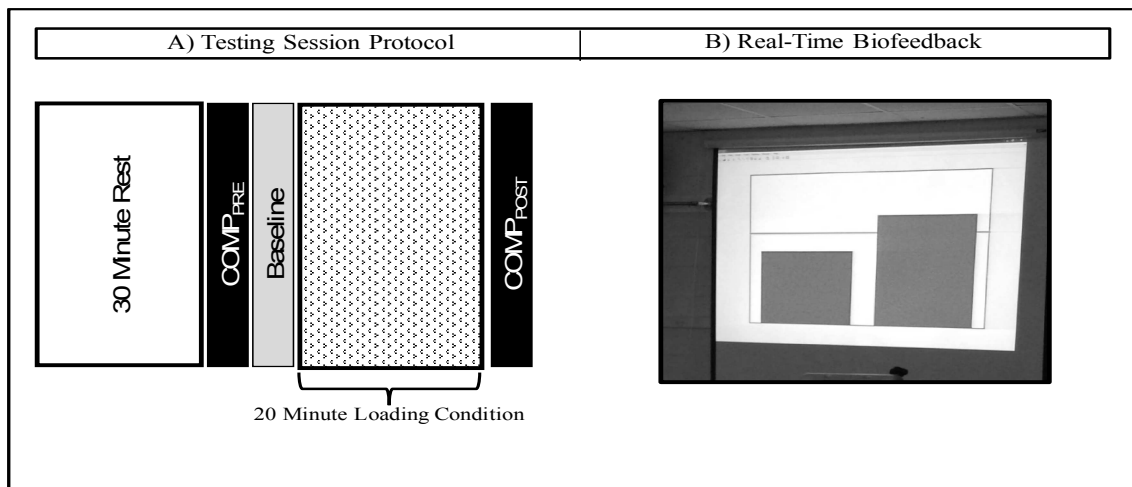 A) Testing Session Protocol
B) Real-Time Biofeedback
30 Minute Rest
COMPPRE
Baseline
COMPPOST
20 Minute Loading Condition